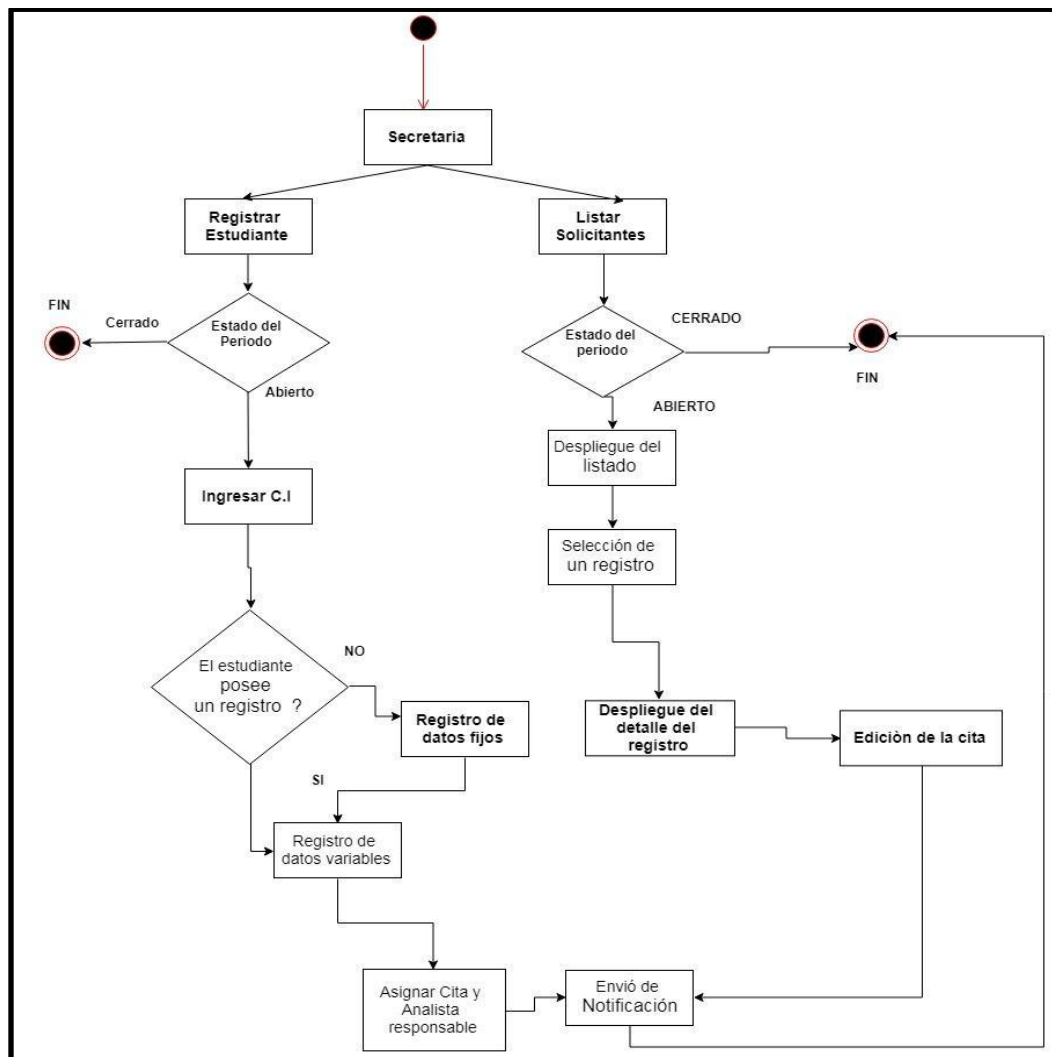 Secretaria
Registrar
Estudiante
Listar
Solicitantes
FIN
Cerrado
Estado del
Periodo
Abierto
Estado del
periodo
CERRADO
FIN
ABIERTO
Despliegue del
listado
Ingresar C.I
Selección de
un registro
El estudiante
posee
un registro ?
NO
Registro de
datos fijos
Despliegue del
detalle del
registro
Ediciòn de la cita
SI
Registro de
datos variables
Asignar Cita y
Analista
responsable
Envió de
Notificación